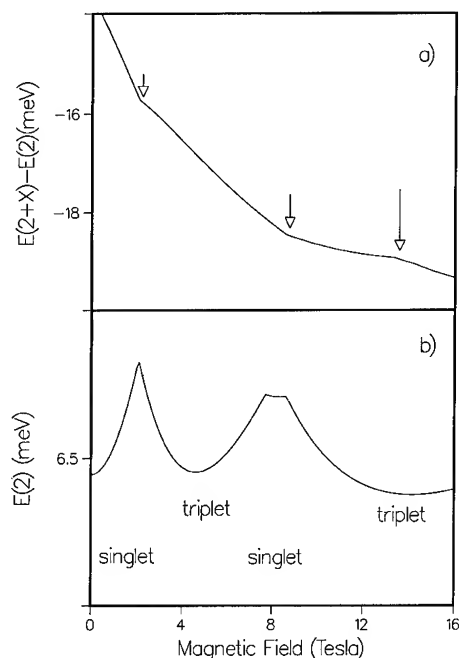 a)
E(2+X)−E(2)(meV)
−16
−18
b)
E(2) (meV)
6.5
triplet
triplet
singlet
singlet
0 4 8 12 16
Magnetic Field (Tesla)